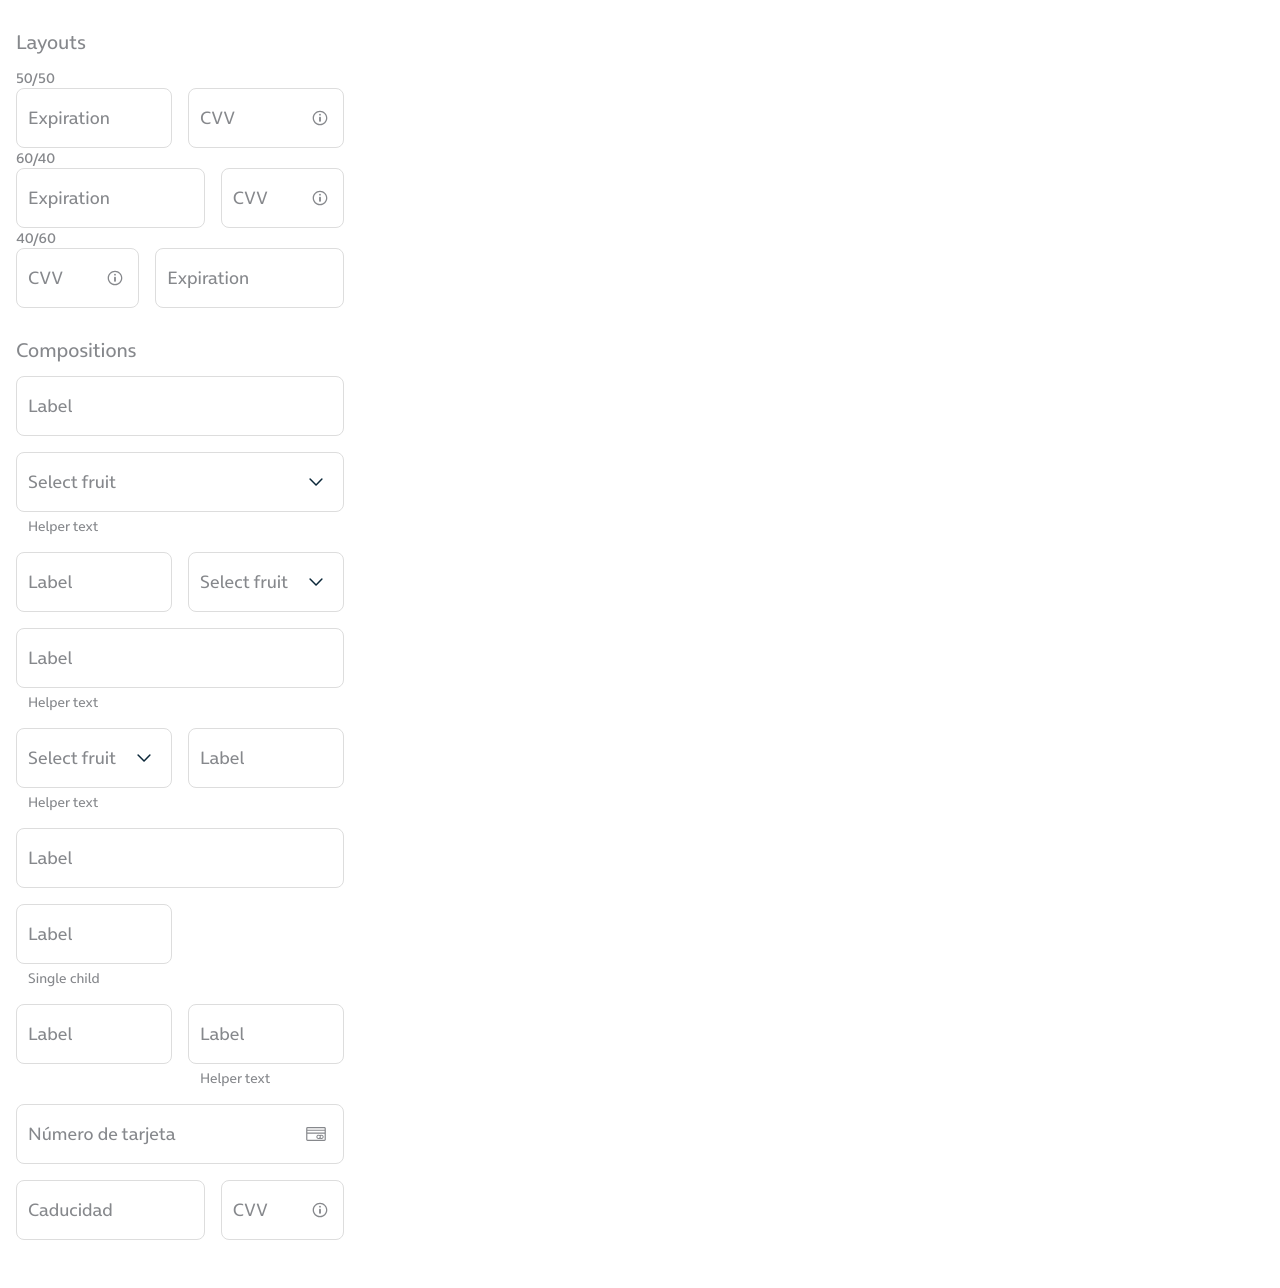 Layouts
50/50
Expiration CVV
60/40
Expiration CVV
40/60
CVV Expiration
Compositions
Label
Select fruit
Helper text
Label Select fruit
Label
Helper text
Select fruit Label
Helper text
Label
Label
Single child
Label Label
Helper text
Número de tarjeta
Caducidad CVV